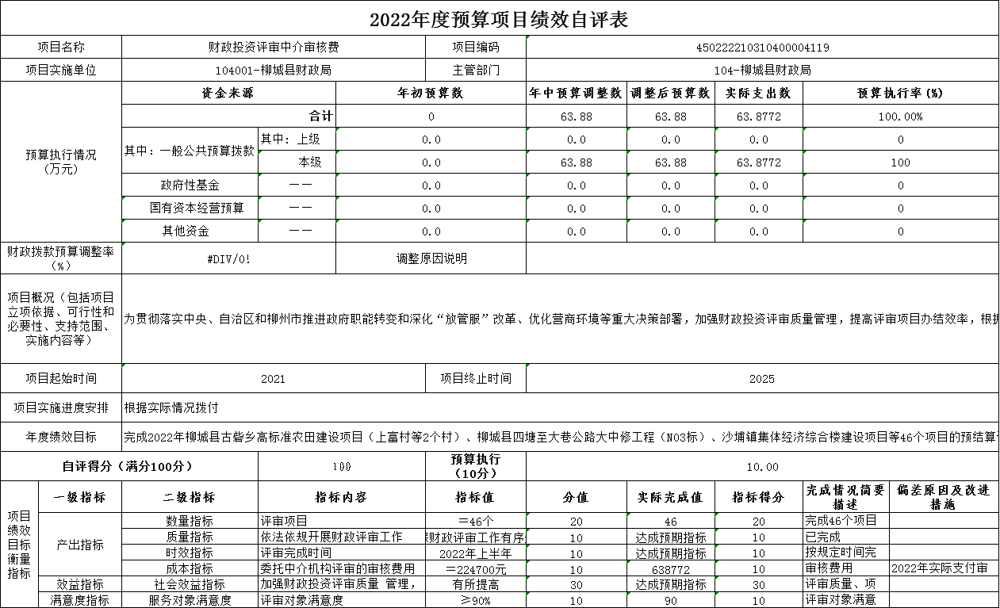 2022年度预算项目绩效自评表
项目名称 财政投资评审中介审核费 项目编码 450222210310400004119
项目实施单位 104001-柳城县财政局 主管部门 104-柳城县财政局
预算执行情况
(万元)
资金来源 年初预算数 年中预算调整数 调整后预算数 实际支出数 预算执行率(%)
合计 0 63.88 63.88 63.8772 100.00%
其中：一般公共预算拨款
其中：上级 0.0 0.0 0.0 0.0 0
本级 0.0 63.88 63.88 63.8772 100
政府性基金 —— 0.0 0.0 0.0 0.0 0
国有资本经营预算 —— 0.0 0.0 0.0 0.0 0
其他资金 —— 0.0 0.0 0.0 0.0 0
财政拨款预算调整率
(%)
#DIV/0! 调整原因说明
项目概况（包括项目
立项依据、可行性和
必要性、支持范围、
实施内容等）
为贯彻落实中央、自治区和柳州市推进政府职能转变和深化“放管服”改革、优化营商环境等重大决策部署，加强财政投资评审质量管理，提高评审项目办结效率，根据
项目起始时间 2021 项目终止时间 2025
项目实施进度安排 根据实际情况拨付
年度绩效目标 完成2022年柳城县古砦乡高标准农田建设项目（上富村等2个村）、柳城县四塘至大巷公路大中修工程（NO3标）、沙埔镇集体经济综合楼建设项目等46个项目的预结算
自评得分（满分100分） 100 预算执行
（10分） 10.00
项目
绩效
目标
衡量
指标
一级指标 二级指标 指标内容 指标值 分值 实际完成值 指标得分 完成情况简要
描述 偏差原因及改进
措施
产出指标
数量指标 评审项目 ＝46个 20 46 20 完成46个项目
质量指标 依法依规开展财政评审工作 财政评审工作有序 10 达成预期指标 10 已完成
时效指标 评审完成时间 2022年上半年 10 达成预期指标 10 按规定时间完
成本指标 委托中介机构评审的审核费用 ＝224700元 10 638772 10 审核费用 2022年实际支付审
效益指标 社会效益指标 加强财政投资评审质量 管理， 有所提高 30 达成预期指标 30 评审质量、项
满意度指标 服务对象满意度 评审对象满意度 ≥90% 10 90 10 评审对象满意